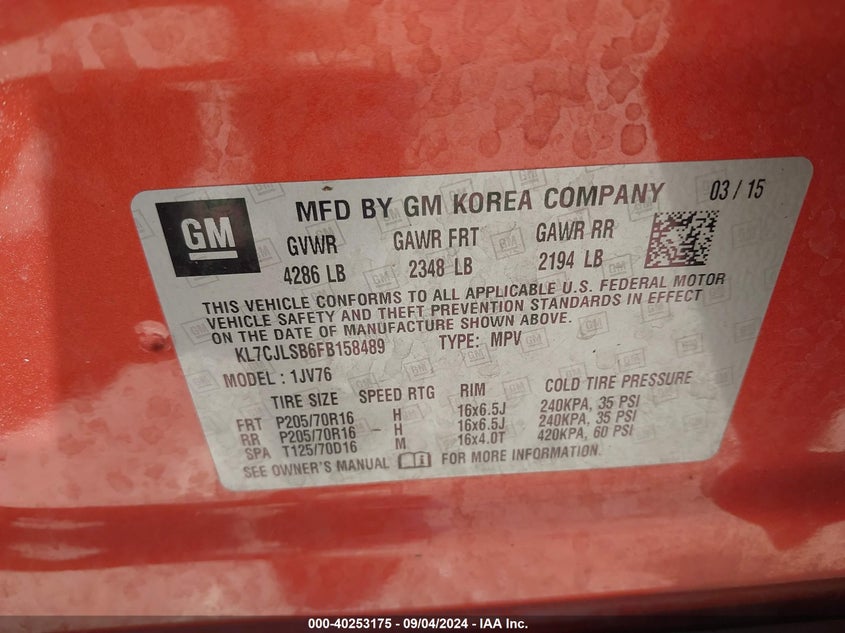 GM
MFD BY GM KOREA COMPANY 03 / 15
GVWR GAWR FRT GAWR RR
4286 LB 2348 LB 2194 LB
THIS VEHICLE CONFORMS TO ALL APPLICABLE U.S. FEDERAL MOTOR
VEHICLE SAFETY AND THEFT PREVENTION STANDARDS IN EFFECT
ON THE DATE OF MANUFACTURE SHOWN ABOVE.
KL7CJLSB6FB158489 TYPE: MPV
MODEL : 1JV76
TIRE SIZE SPEED RTG RIM COLD TIRE PRESSURE
FRT P205/70R16 H 16x6.5J 240KPA, 35 PSI
RR P205/70R16 – H 16x6.5J 240KPA, 35 PSI
SPA T125/70D16 M 16x4.0T 420KPA, 60 PSI
SEE OWNER'S MANUAL FOR MORE INFORMATION.
000-40253175 - 09/04/2024 - IAA Inc.